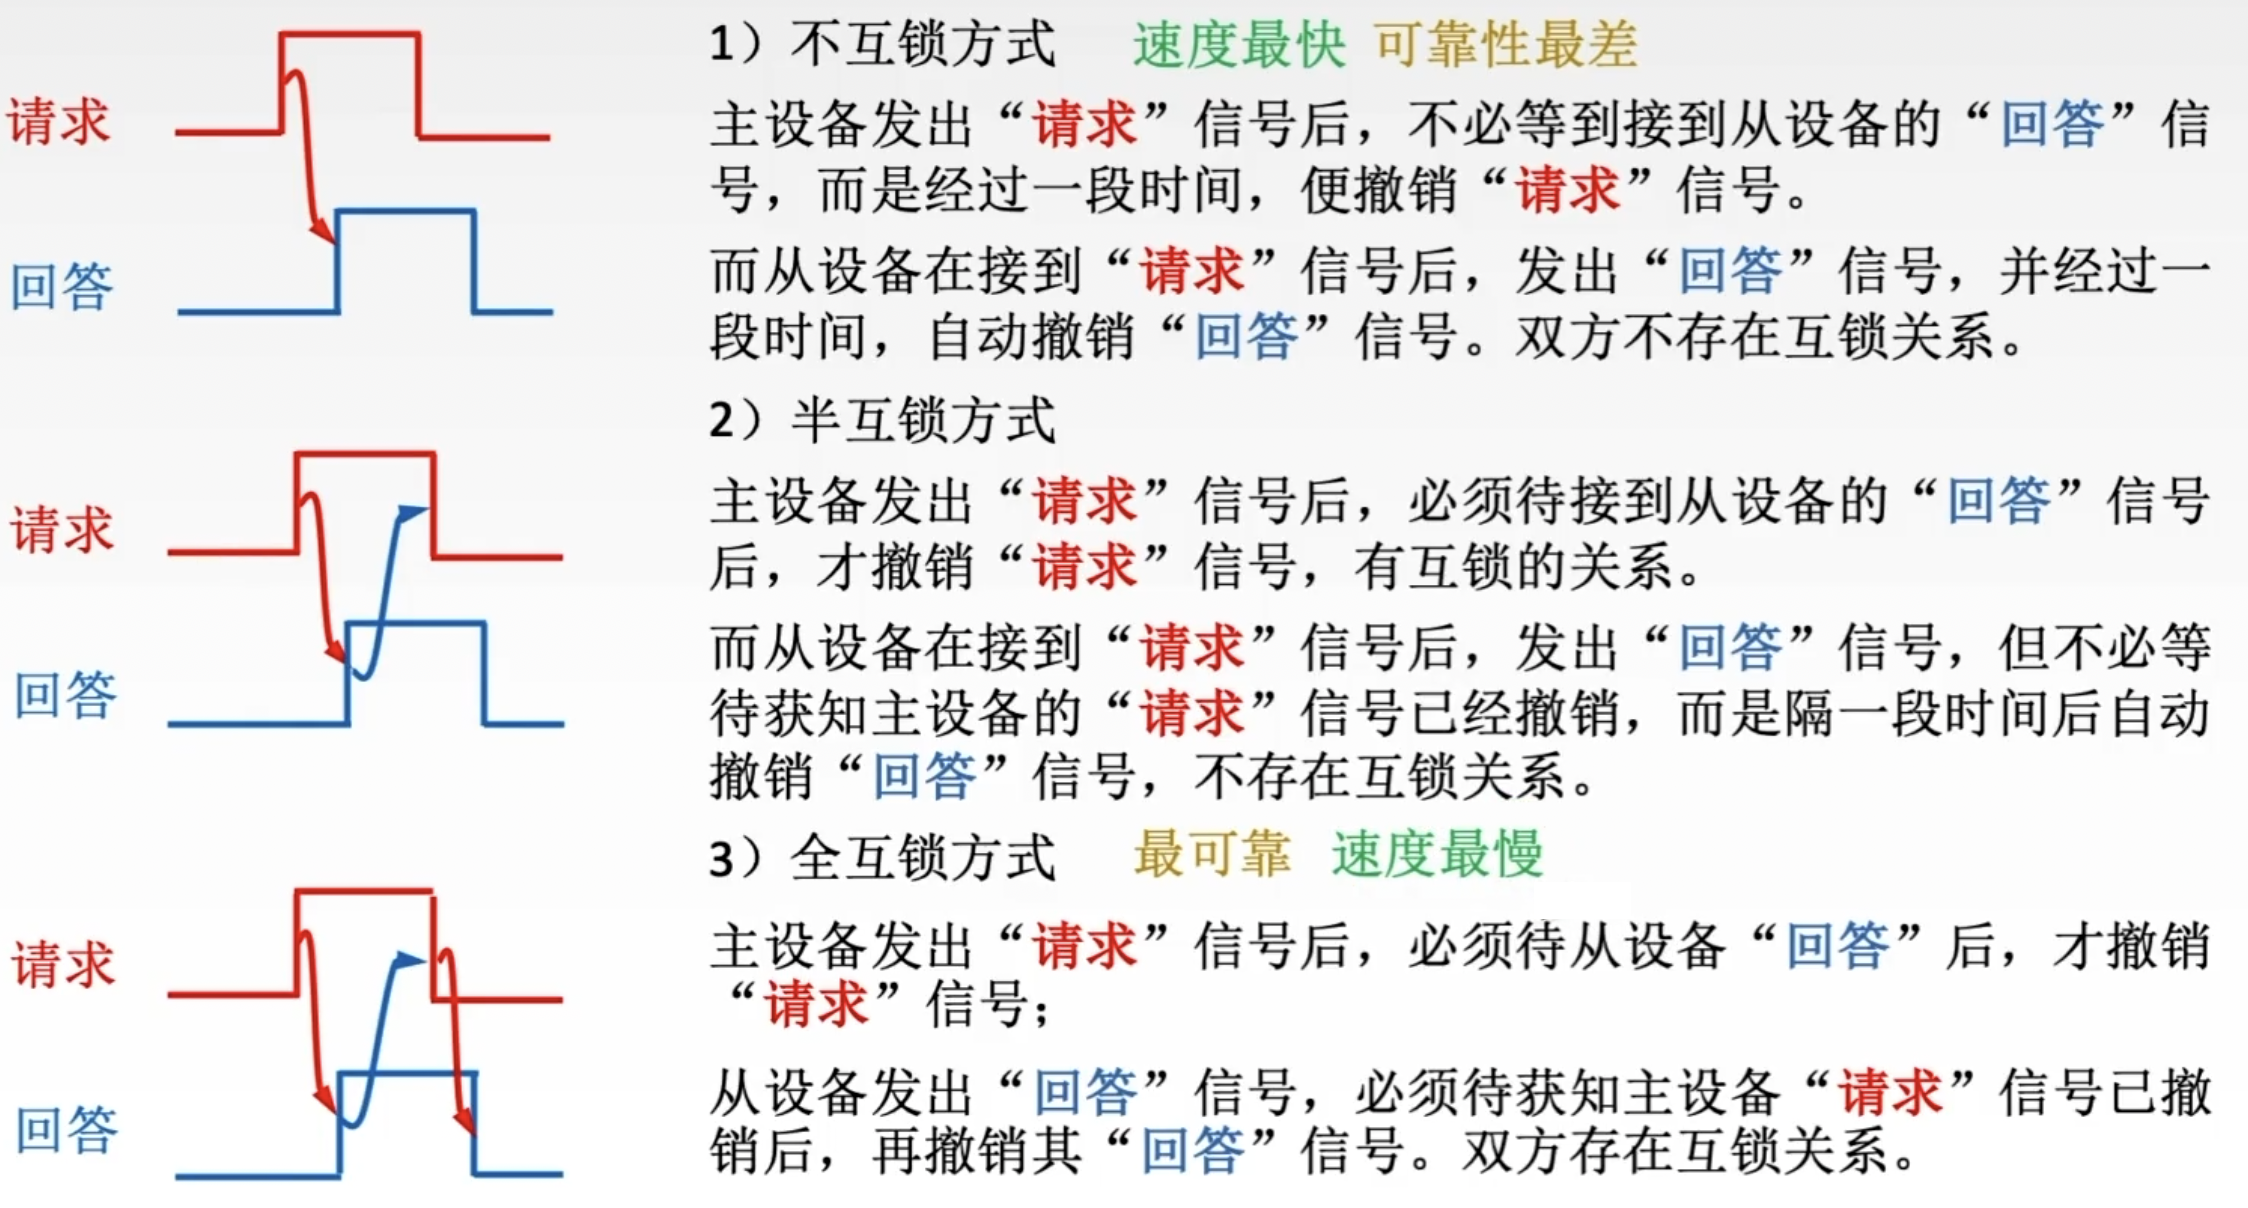 1）不互锁方式 速度最快 可靠性最差
请求
主设备发出“请求”信号后，不必等到接到从设备的“回答”信
号，而是经过一段时间，便撤销“请求”信号。
回答
而从设备在接到“请求”信号后，发出“回答”信号，并经过一
段时间，自动撤销“回答”信号。双方不存在互锁关系。
2）半互锁方式
请求
主设备发出“请求”信号后，必须待接到从设备的“回答”信号
后，才撤销“请求”信号，有互锁的关系。
回答
而从设备在接到“请求”信号后，发出“回答”信号，但不必等
待获知主设备的“请求”信号已经撤销，而是隔一段时间后自动
撤销“回答”信号，不存在互锁关系。
3）全互锁方式 最可靠 速度最慢
请求
主设备发出“请求”信号后，必须待从设备“回答”后，才撤销
“请求”信号；
回答
从设备发出“回答”信号，必须待获知主设备“请求”信号已撤
销后，再撤销其“回答”信号。双方存在互锁关系。